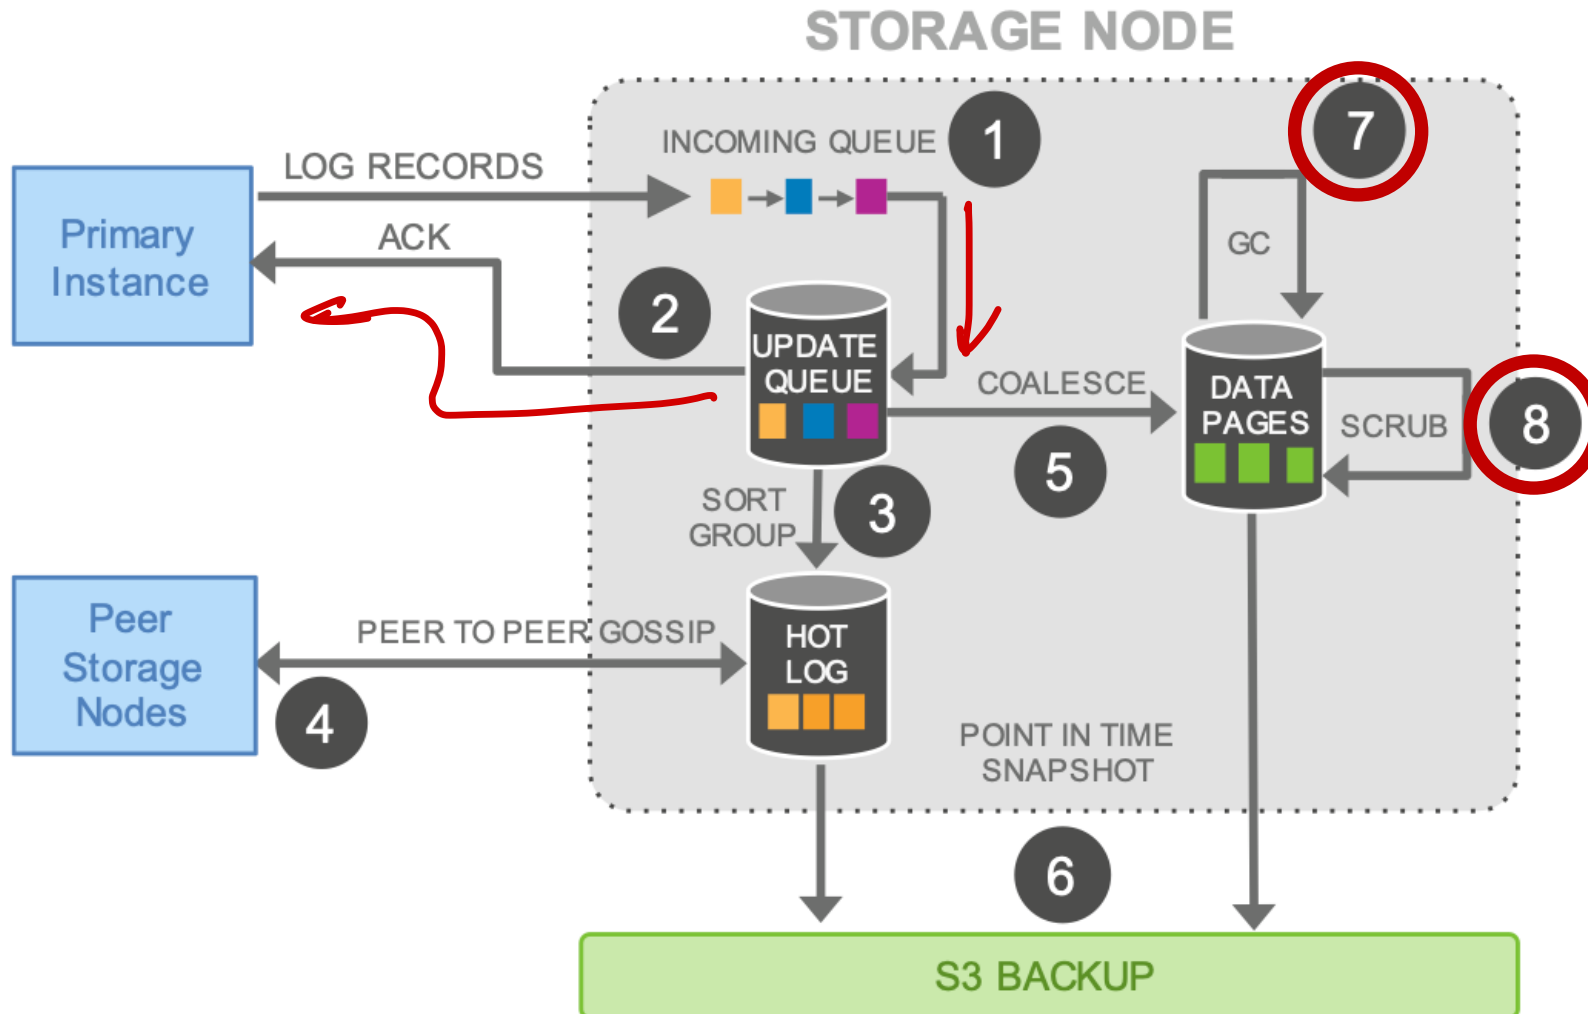 STORAGE NODE
INCOMING QUEUE
1
7
LOG RECORDS
Primary
Instance
ACK
GC
2
UPDATE
QUEUE
COALESCE
DATA
PAGES
SCRUB
8
5
SORT
GROUP
3
Peer
Storage
Nodes
PEER TO PEER GOSSIP
HOT
LOG
4
POINT IN TIME
SNAPSHOT
6
S3 BACKUP